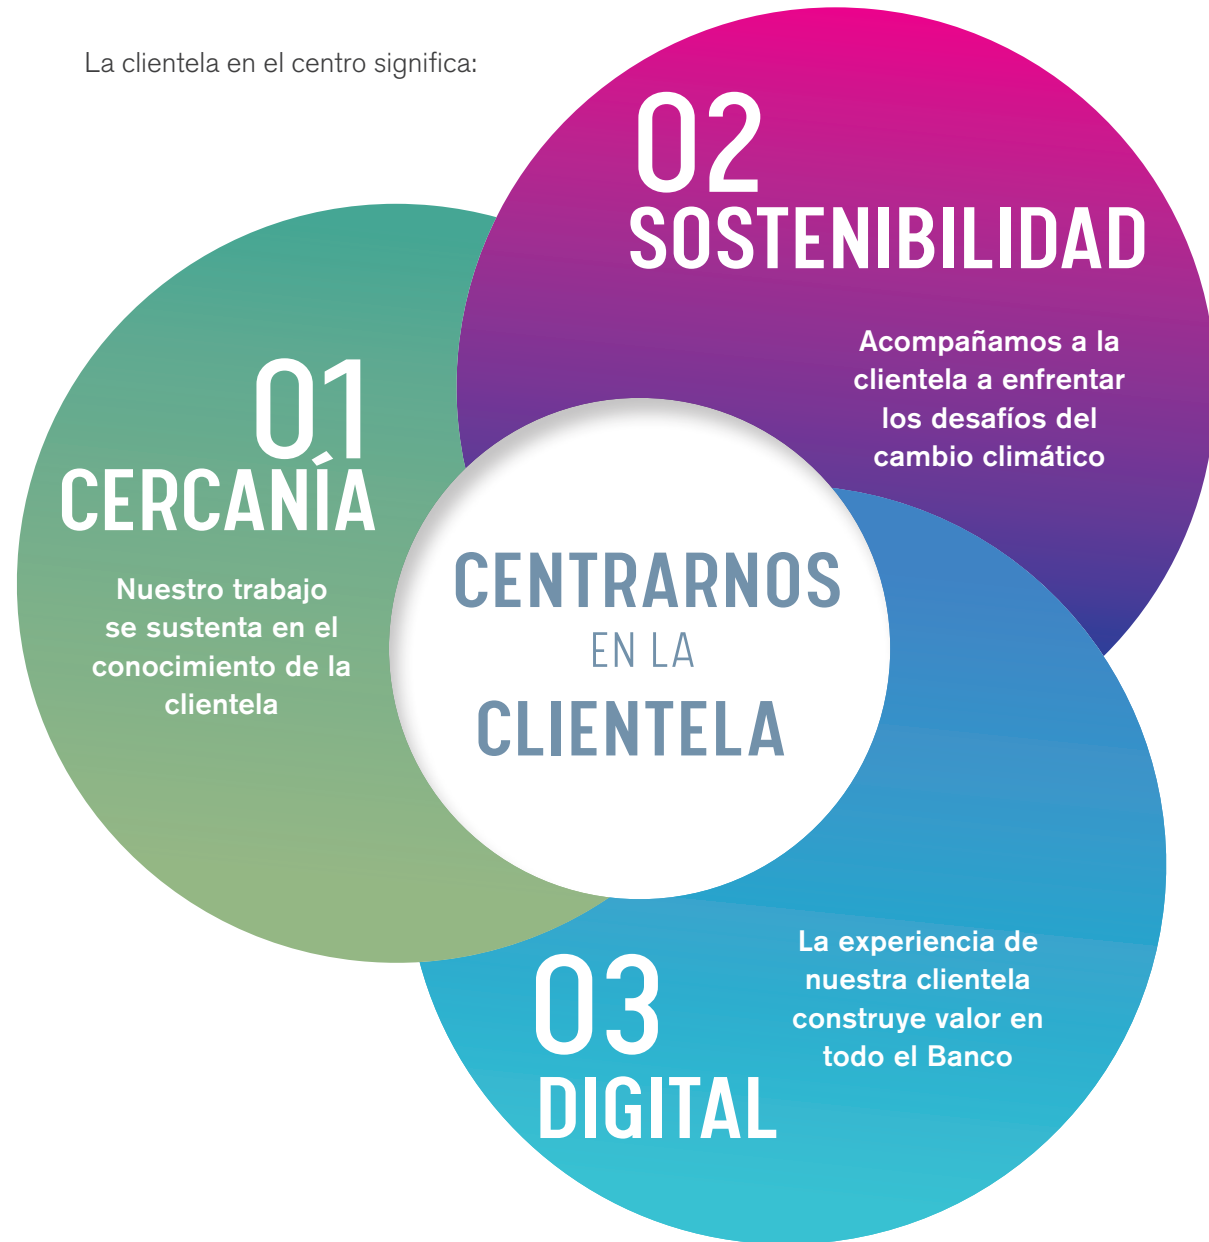 La clientela en el centro significa:
01
CERCANÍA
Nuestro trabajo
se sustenta en el
conocimiento de la
clientela
02
SOSTENIBILIDAD
Acompañamos a la
clientela a enfrentar
los desafíos del
cambio climático
CENTRARNOS
EN LA
CLIENTELA
03
DIGITAL
La experiencia de
nuestra clientela
construye valor en
todo el Banco